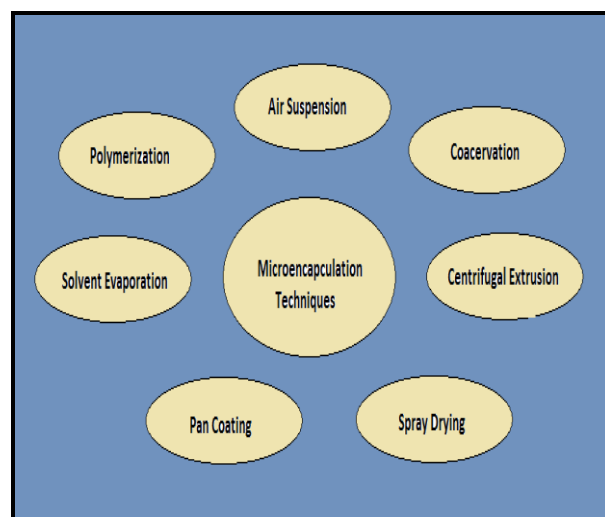 Air Suspension
Polymerization
Coacervation
Microencapculation
Techniques
Solvent Evaporation
Centrifugal Extrusion
Pan Coating
Spray Drying